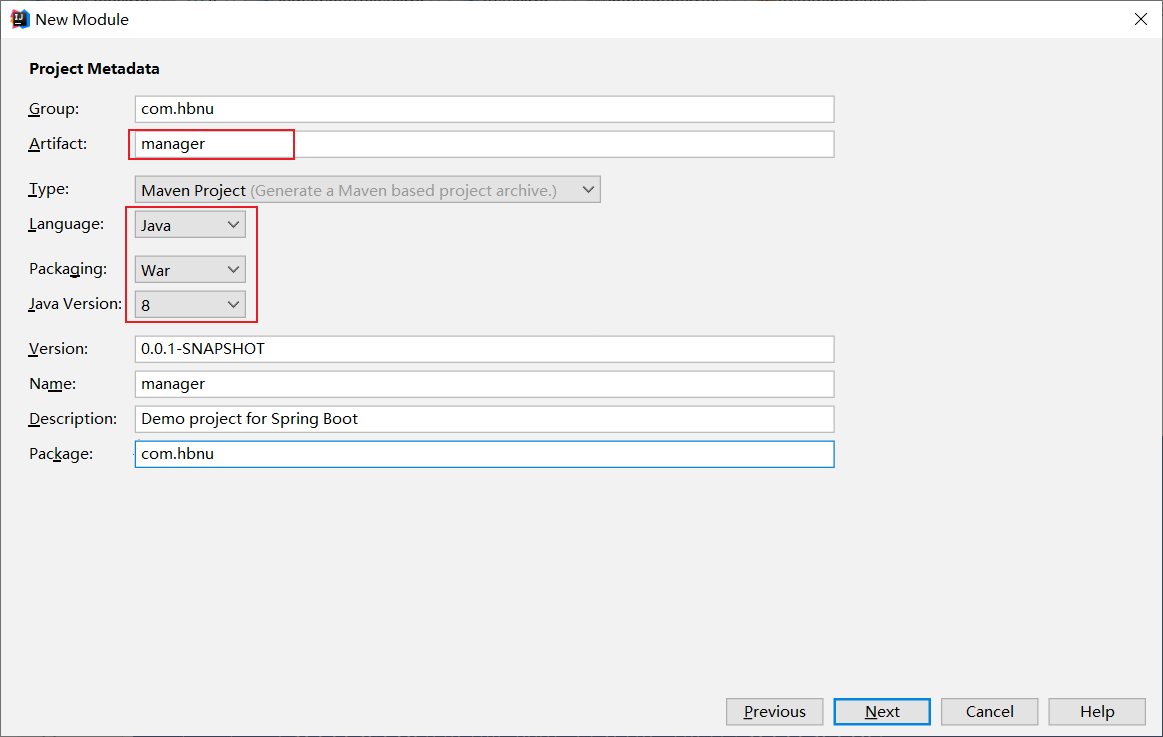 New Module
Project Metadata
Group: com.hbnu
Artifact: manager
Type: Maven Project (Generate a Maven based project archive.)
Language: Java
Packaging: War
Java Version: 8
Version: 0.0.1-SNAPSHOT
Name: manager
Description: Demo project for Spring Boot
Package: com.hbnu
Previous Next Cancel Help